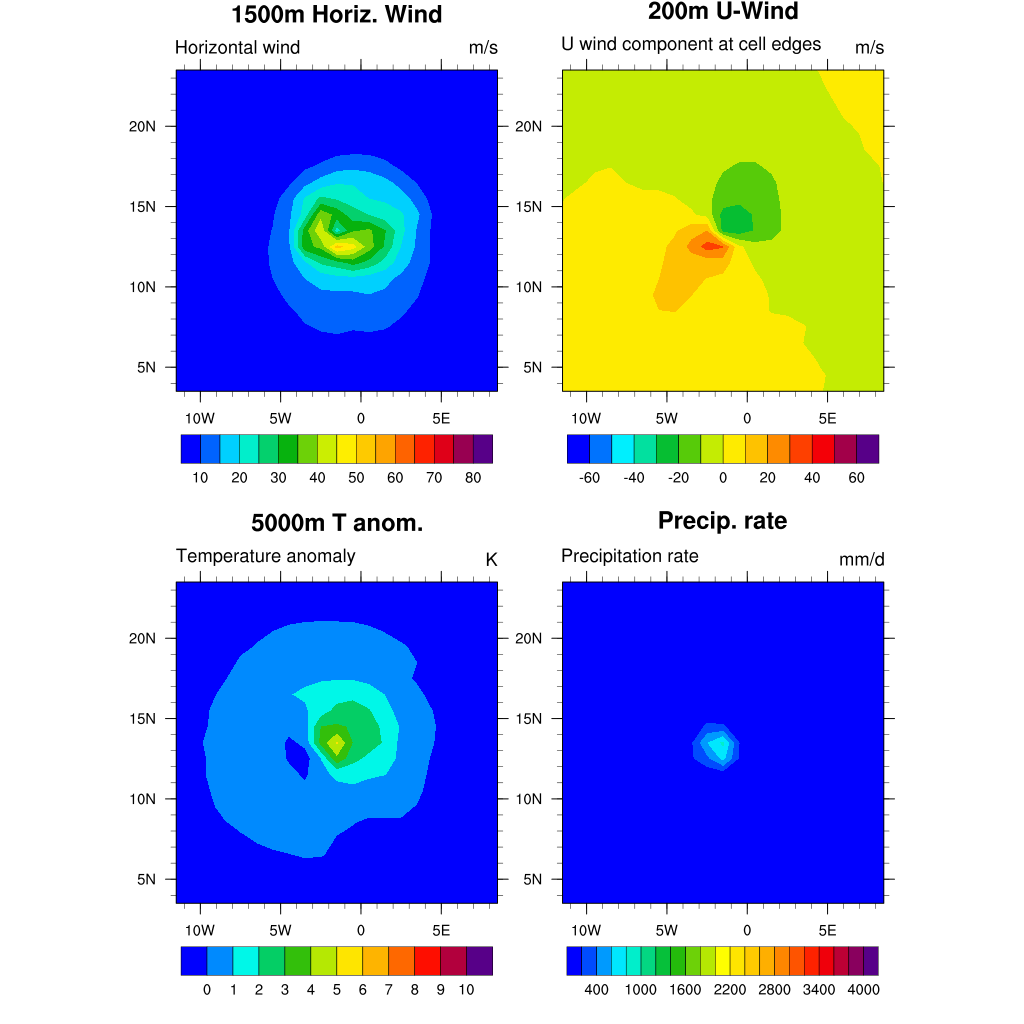 1500m Horiz. Wind
Horizontal wind m/s
20N
15N
10N
5N
10W 5W 0 5E
10 20 30 40 50 60 70 80
200m U-Wind
U wind component at cell edges m/s
20N
15N
10N
5N
10W 5W 0 5E
-60 -40 -20 0 20 40 60
5000m T anom.
Temperature anomaly K
20N
15N
10N
5N
10W 5W 0 5E
0 1 2 3 4 5 6 7 8 9 10
Precip. rate
Precipitation rate mm/d
20N
15N
10N
5N
10W 5W 0 5E
400 1000 1600 2200 2800 3400 4000